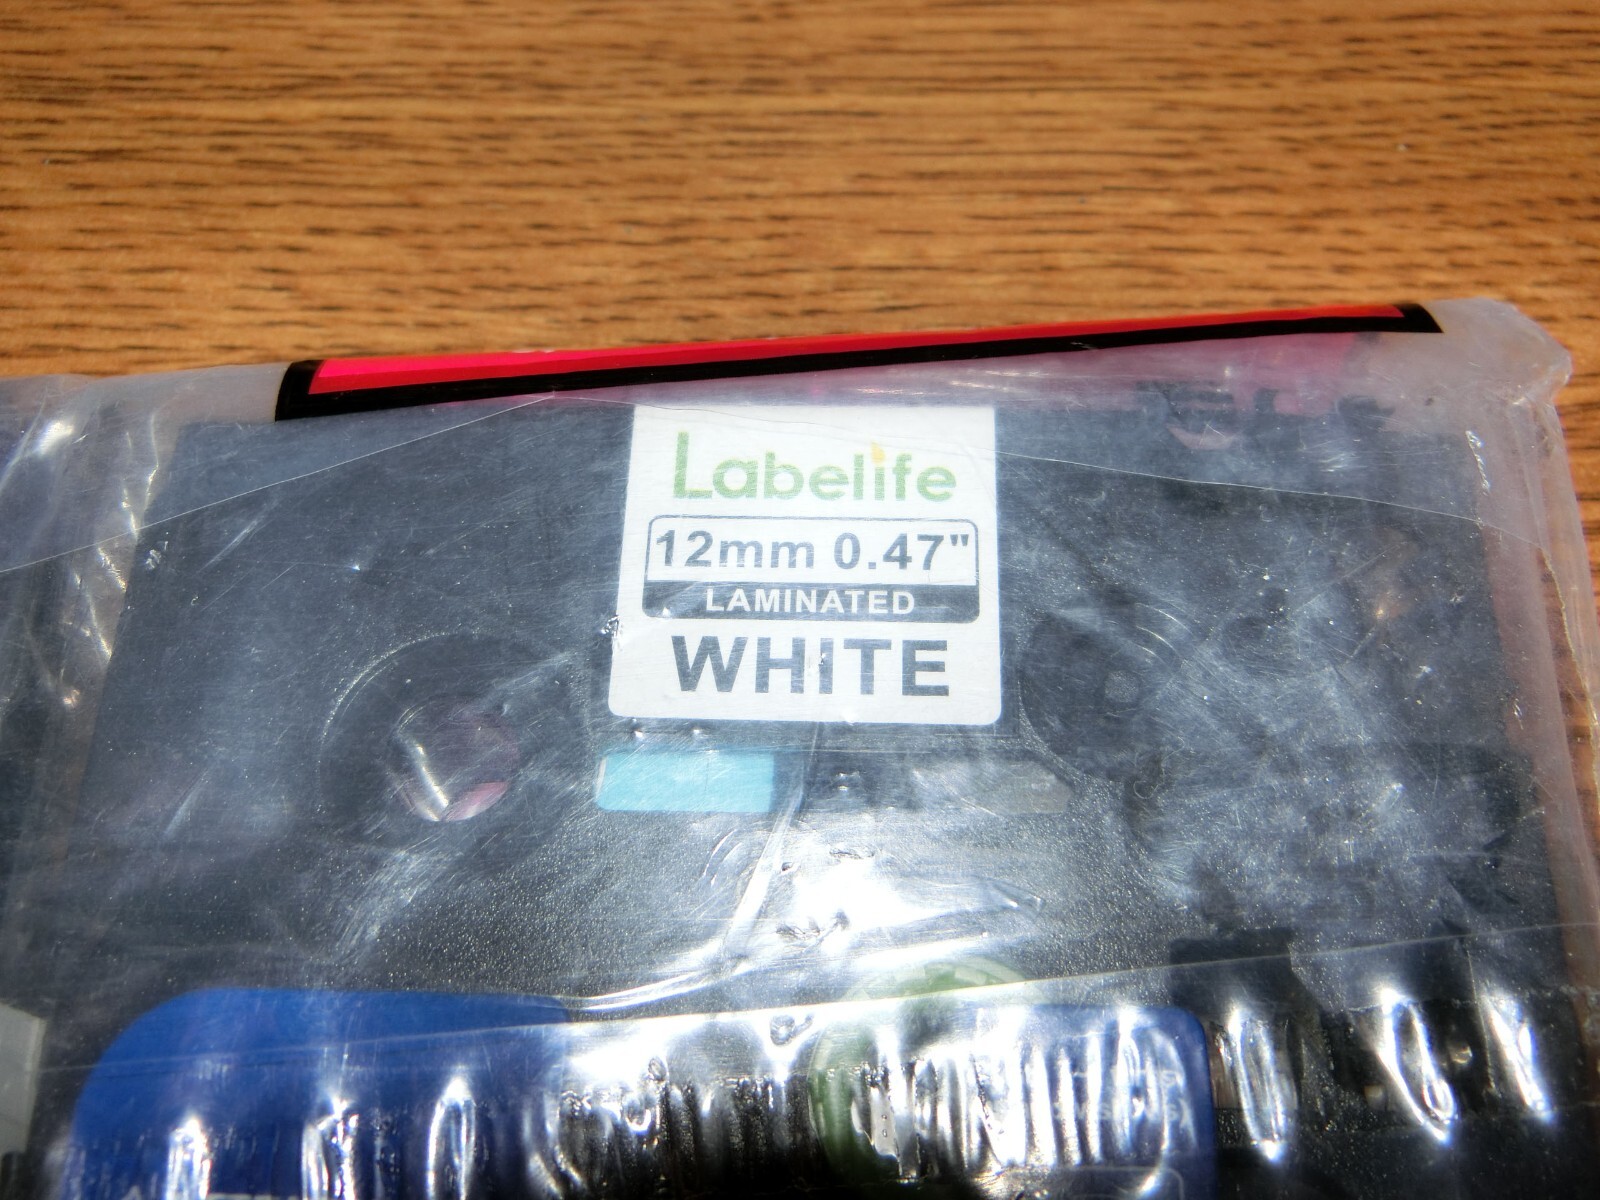 Labelife
12mm 0.47"
LAMINATED
WHITE